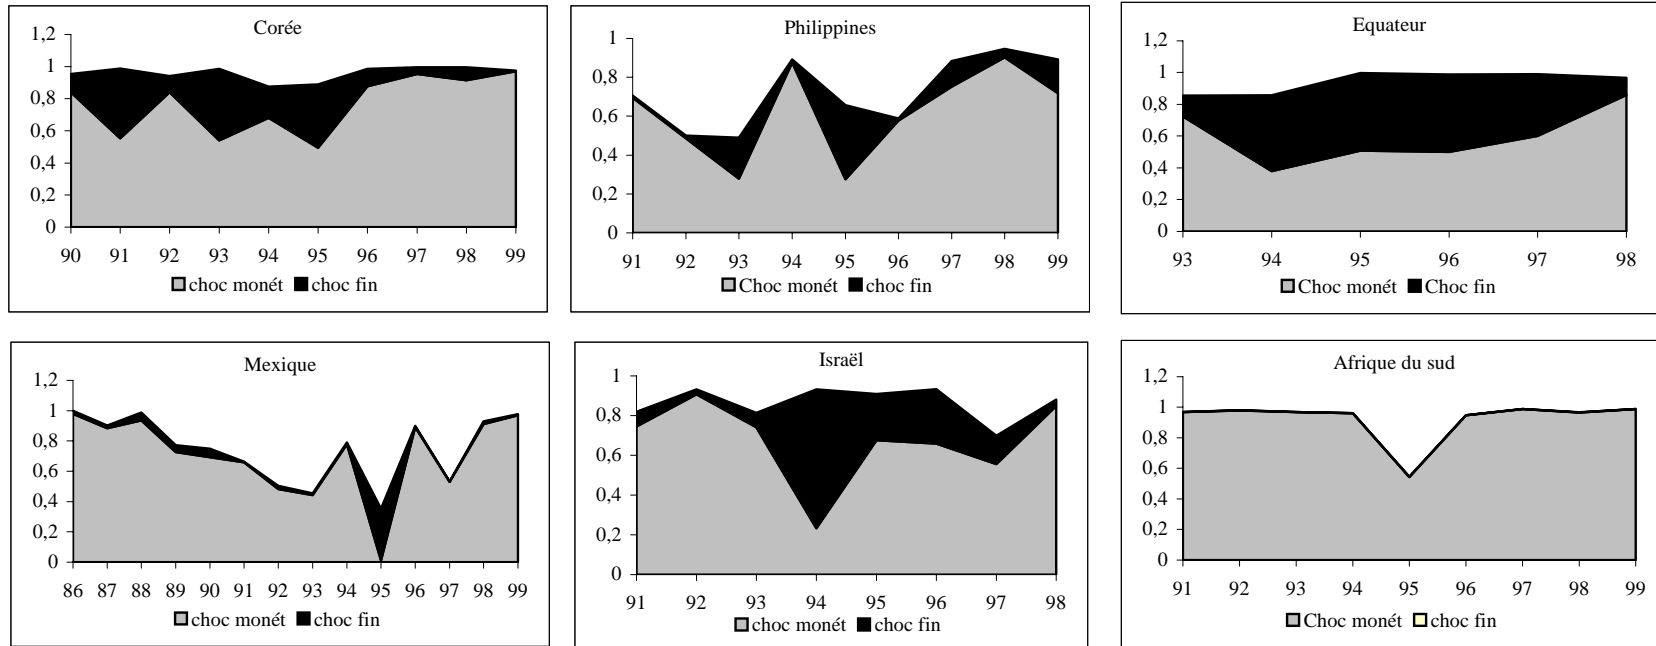 Corée
1,2
1
0,8
0,6
0,4
0,2
0
90 91 92 93 94 95 96 97 98 99
choc monét choc fin
Philippines
1
0,8
0,6
0,4
0,2
0
91 92 93 94 95 96 97 98 99
Choc monét choc fin
Equateur
1,2
1
0,8
0,6
0,4
0,2
0
93 94 95 96 97 98
Choc monét Choc fin
Mexique
1,2
1
0,8
0,6
0,4
0,2
0
86 87 88 89 90 91 92 93 94 95 96 97 98 99
choc monét choc fin
Israël
1
0,8
0,6
0,4
0,2
0
91 92 93 94 95 96 97 98
choc monét choc fin
Afrique du sud
1,2
1
0,8
0,6
0,4
0,2
0
91 92 93 94 95 96 97 98 99
Choc monét choc fin